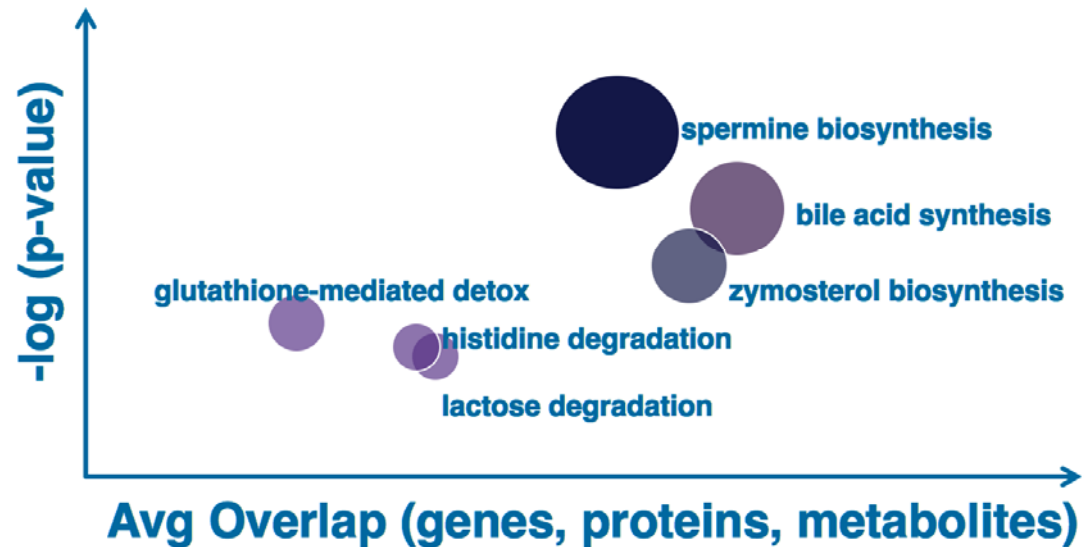 -log (p-value)
spermine biosynthesis
bile acid synthesis
glutathione-mediated detox
zymosterol biosynthesis
histidine degradation
lactose degradation
Avg Overlap (genes, proteins, metabolites)